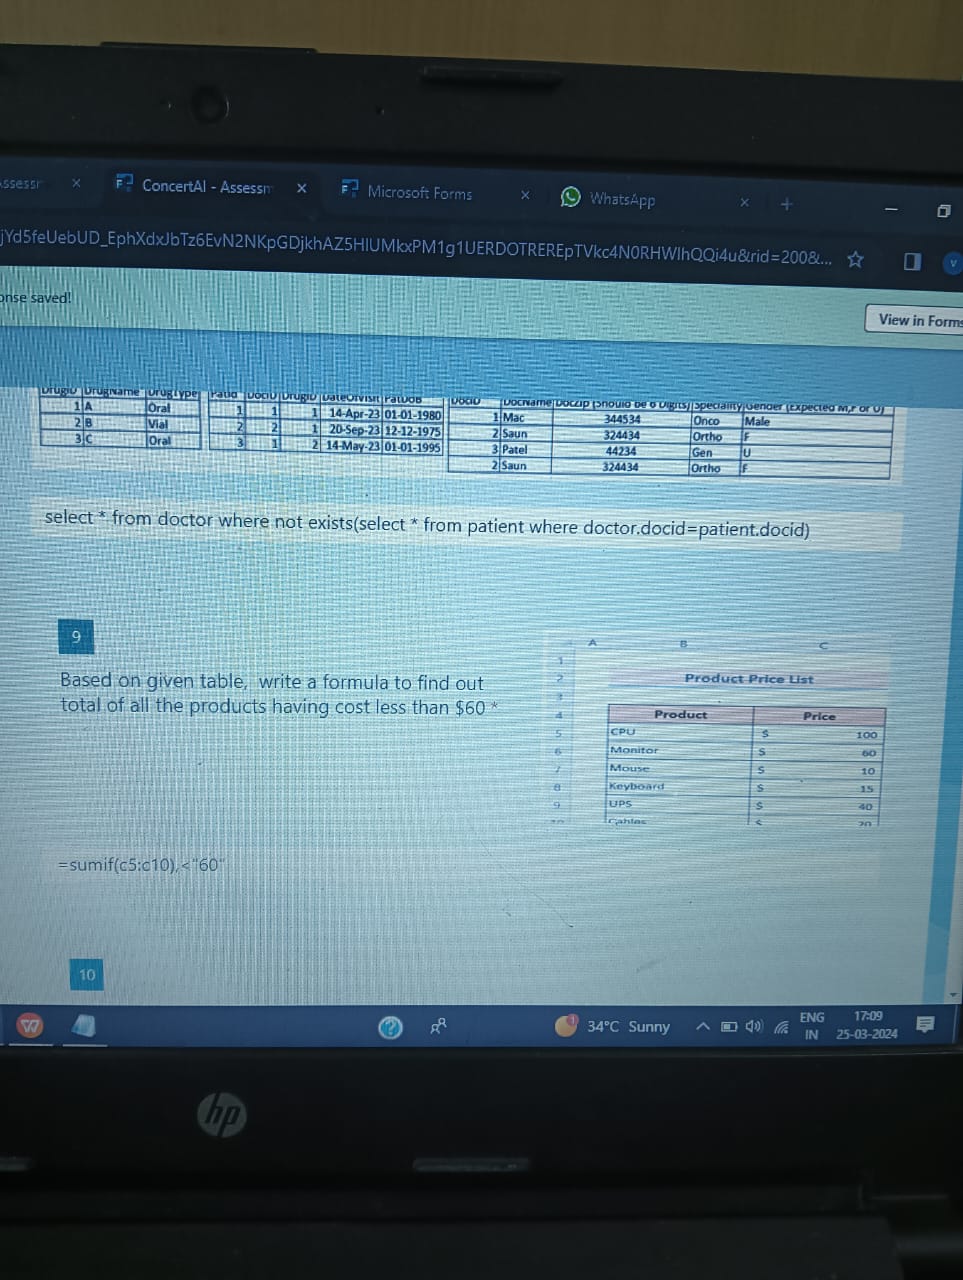 ConcertAI - Assessm
Microsoft Forms
WhatsApp
jYd5feUebUD_EphXdxJbTz6EvN2NKpGDjkhAZ5HIUMkxPM1g1UERDOTREREpTVkc4N0RHWlhQQi4u&rid=200&...
onse saved!
View in Forms
DrugID DrugName DrugType PatId DocID DrugID DateOfVisit PatDOB DocID DocName DocZip (Should be 6 Digits) Speciality Gender (Expected M,F or U)
1 A Oral 1 1 1 14-Apr-23 01-01-1980 1 Mac 344534 Onco Male
2 B Vial 2 2 1 20-Sep-23 12-12-1975 2 Saun 324434 Ortho F
3 C Oral 3 1 2 14-May-23 01-01-1995 3 Patel 44234 Gen U
2 Saun 324434 Ortho F
select * from doctor where not exists(select * from patient where doctor.docid=patient.docid)
9
Based on given table, write a formula to find out
total of all the products having cost less than $60 *
A B C
1
2 Product Price List
3
4 Product Price
5 CPU $ 100
6 Monitor $ 60
7 Mouse $ 10
8 Keyboard $ 15
9 UPS $ 40
10 Cables $ 20
=sumif(c5:c10),<"60"
10
34°C Sunny
ENG
IN
17:09
25-03-2024
hp